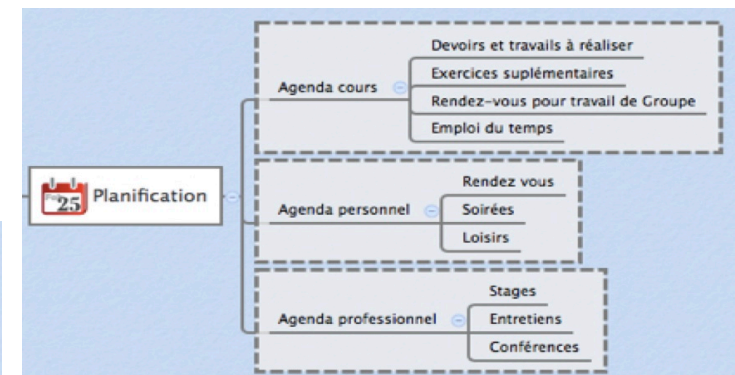 Planification
25
Agenda cours
Devoirs et travails à réaliser
Exercices suplémentaires
Rendez-vous pour travail de Groupe
Emploi du temps
Agenda personnel
Rendez vous
Soirées
Loisirs
Agenda professionnel
Stages
Entretiens
Conférences